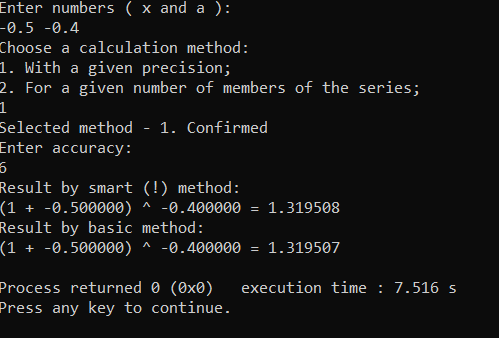 Enter numbers ( x and a ):
-0.5 -0.4
Choose a calculation method:
1. With a given precision;
2. For a given number of members of the series;
1
Selected method - 1. Confirmed
Enter accuracy:
6
Result by smart (!) method:
(1 + -0.500000) ^ -0.400000 = 1.319508
Result by basic method:
(1 + -0.500000) ^ -0.400000 = 1.319507
Process returned 0 (0x0)   execution time : 7.516 s
Press any key to continue.